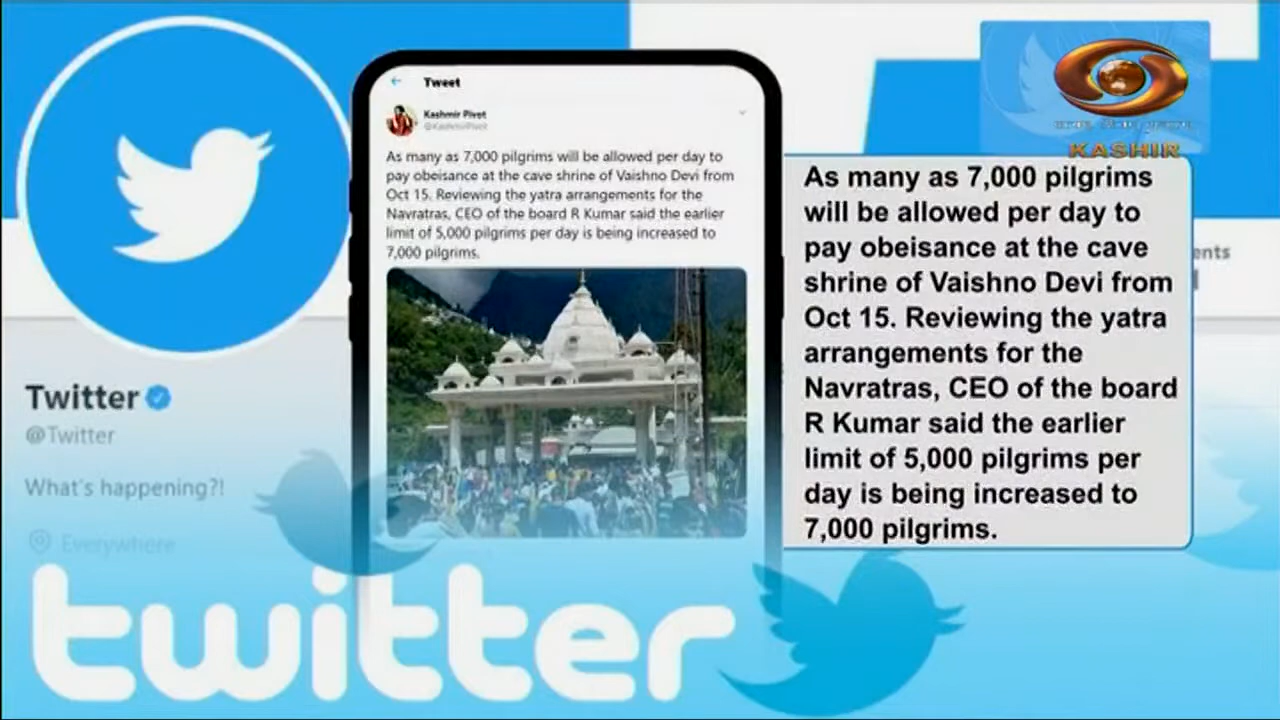 Tweet
Kashmir Pivot
@KashmirPivot
As many as 7,000 pilgrims will be allowed per day to
pay obeisance at the cave shrine of Vaishno Devi from
Oct 15. Reviewing the yatra arrangements for the
Navratras, CEO of the board R Kumar said the earlier
limit of 5,000 pilgrims per day is being increased to
7,000 pilgrims.
KASHIR
As many as 7,000 pilgrims
will be allowed per day to
pay obeisance at the cave
shrine of Vaishno Devi from
Oct 15. Reviewing the yatra
arrangements for the
Navratras, CEO of the board
R Kumar said the earlier
limit of 5,000 pilgrims per
day is being increased to
7,000 pilgrims.
Twitter
@Twitter
What's happening?!
Everywhere
twitter